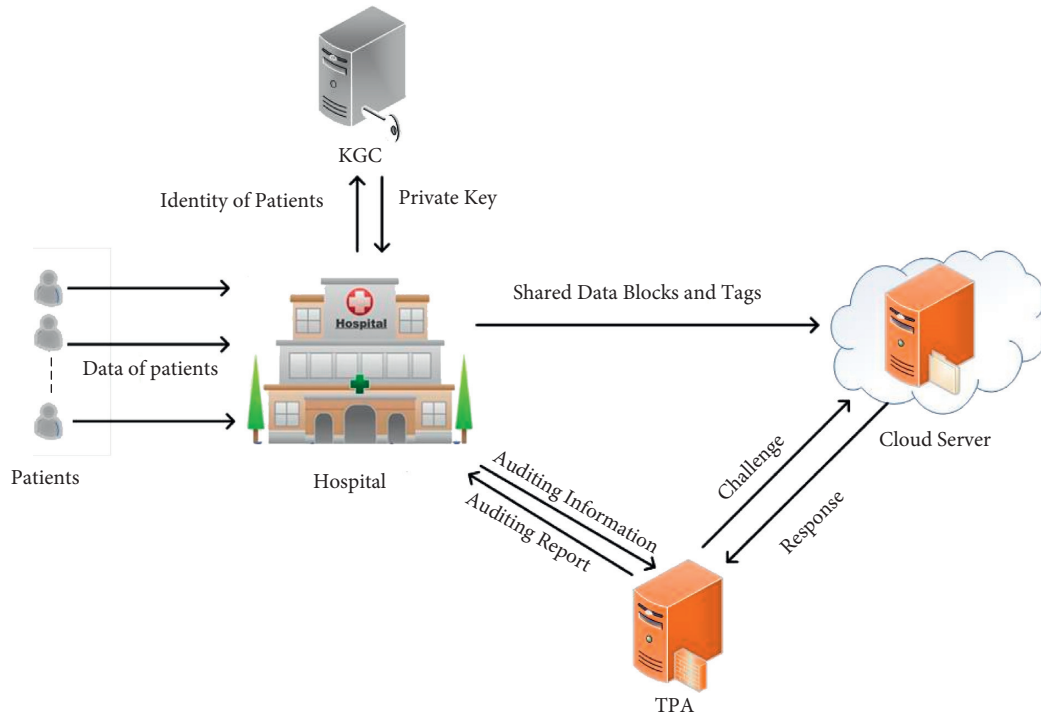 KGC
Identity of Patients
Private Key
Shared Data Blocks and Tags
Hospital
Data of patients
Patients
Hospital
Cloud Server
Auditing Information
Auditing Report
Challenge
Response
TPA